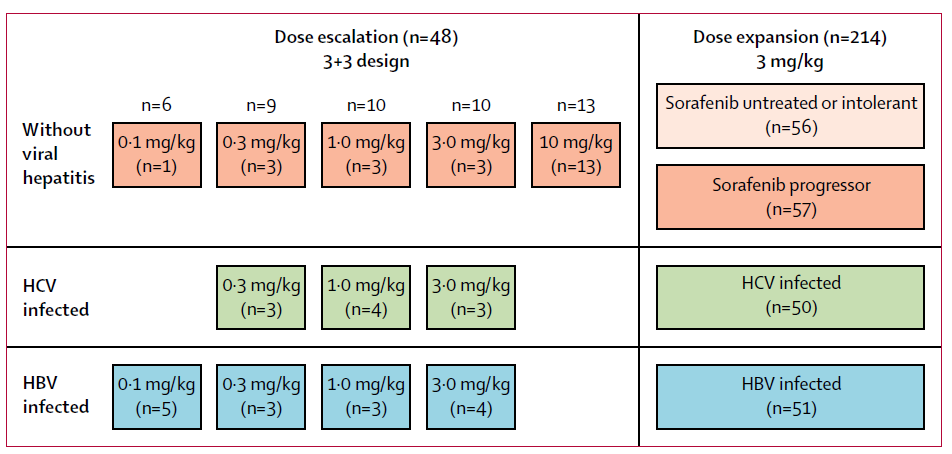 Dose escalation (n=48)
3+3 design
Dose expansion (n=214)
3 mg/kg
n=6
n=9
n=10
n=10
n=13
Without
viral
hepatitis
0·1 mg/kg
(n=1)
0·3 mg/kg
(n=3)
1·0 mg/kg
(n=3)
3·0 mg/kg
(n=3)
10 mg/kg
(n=13)
Sorafenib untreated or intolerant
(n=56)
Sorafenib progressor
(n=57)
HCV
infected
0·3 mg/kg
(n=3)
1·0 mg/kg
(n=4)
3·0 mg/kg
(n=3)
HCV infected
(n=50)
HBV
infected
0·1 mg/kg
(n=5)
0·3 mg/kg
(n=3)
1·0 mg/kg
(n=3)
3·0 mg/kg
(n=4)
HBV infected
(n=51)